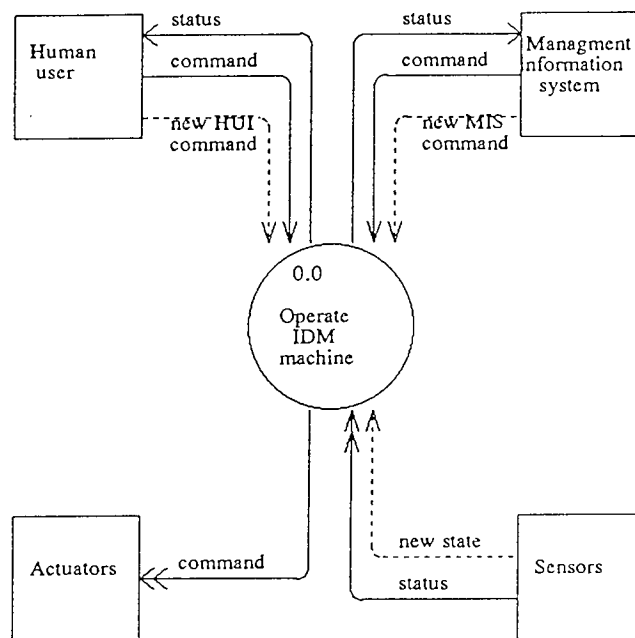 status
Human
user
command
new HUI
command
status
Managment
nformation
system
command
new MIS
command
0.0
Operate
IDM
machine
Actuators
command
new state
status
Sensors